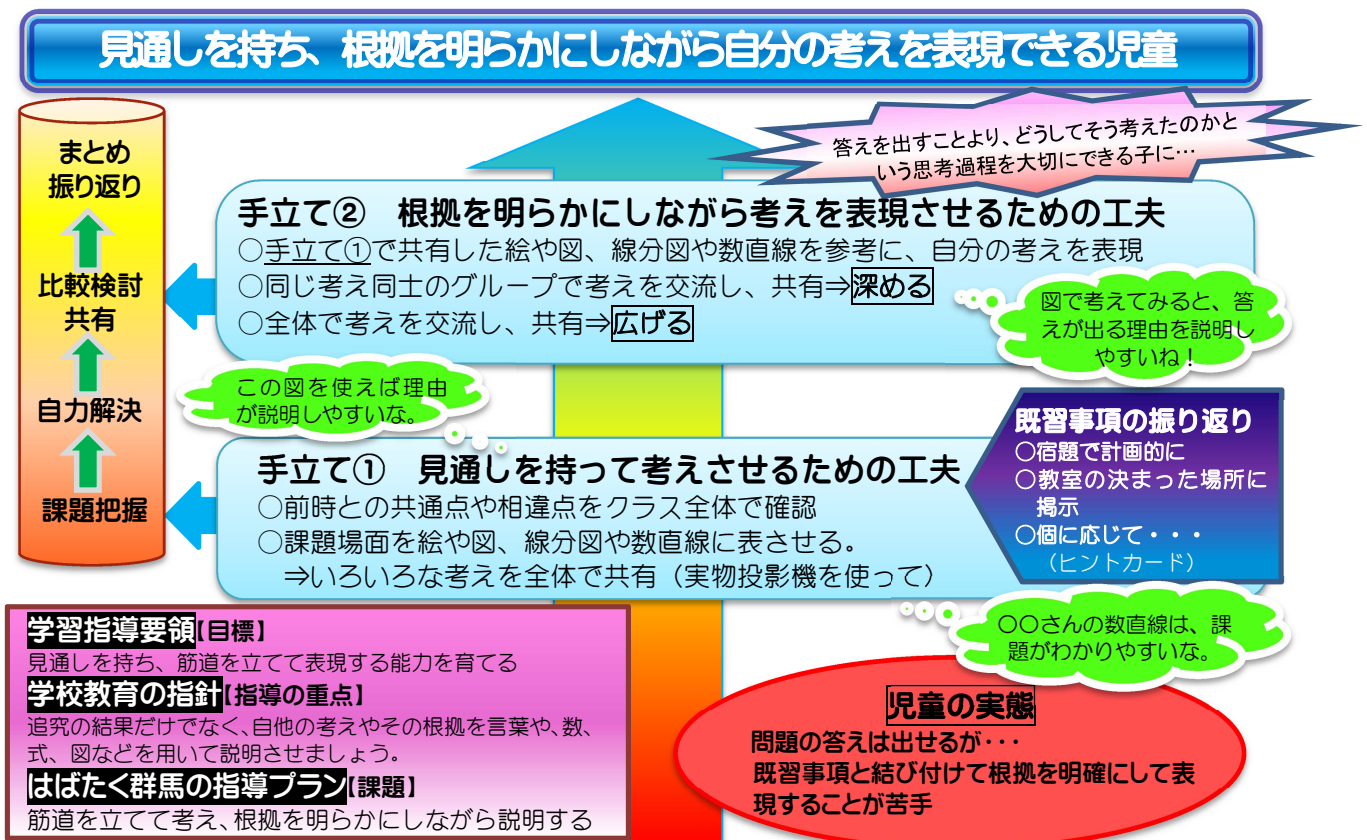 見通しを持ち、根拠を明らかにしながら自分の考えを表現できる児童
答えを出すことより、どうしてそう考えたのかと
いう思考過程を大切にできる子に…
まとめ
振り返り
比較検討
共有
自力解決
課題把握
手立て②　根拠を明らかにしながら考えを表現させるための工夫
○手立て①で共有した絵や図、線分図や数直線を参考に、自分の考えを表現
○同じ考え同士のグループで考えを交流し、共有⇒深める
○全体で考えを交流し、共有⇒広げる
図で考えてみると、答
えが出る理由を説明し
やすいね！
この図を使えば理由
が説明しやすいな。
手立て①　見通しを持って考えさせるための工夫
○前時との共通点や相違点をクラス全体で確認
○課題場面を絵や図、線分図や数直線に表させる。
⇒いろいろな考えを全体で共有（実物投影機を使って）
既習事項の振り返り
○宿題で計画的に
○教室の決まった場所に
掲示
○個に応じて・・・
（ヒントカード）
○○さんの数直線は、課
題がわかりやすいな。
学習指導要領【目標】
見通しを持ち、筋道を立てて表現する能力を育てる
学校教育の指針【指導の重点】
追究の結果だけでなく、自他の考えやその根拠を言葉や、数、
式、図などを用いて説明させましょう。
はばたく群馬の指導プラン【課題】
筋道を立てて考え、根拠を明らかにしながら説明する
児童の実態
問題の答えは出せるが・・・
既習事項と結び付けて根拠を明確にして表
現することが苦手